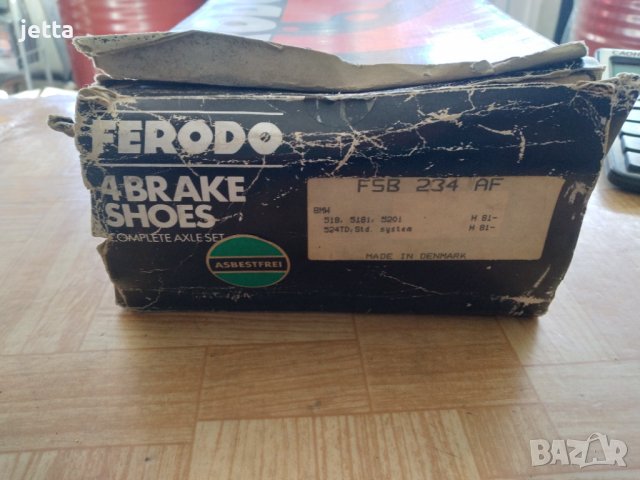 jetta
FERODO
4 BRAKE
SHOES
COMPLETE AXLE SET
ASBESTFREI
FSB 234 AF
BMW
518, 518i, 520i H 81-
524TD, Std. system H 81-
MADE IN DENMARK
BAZAR